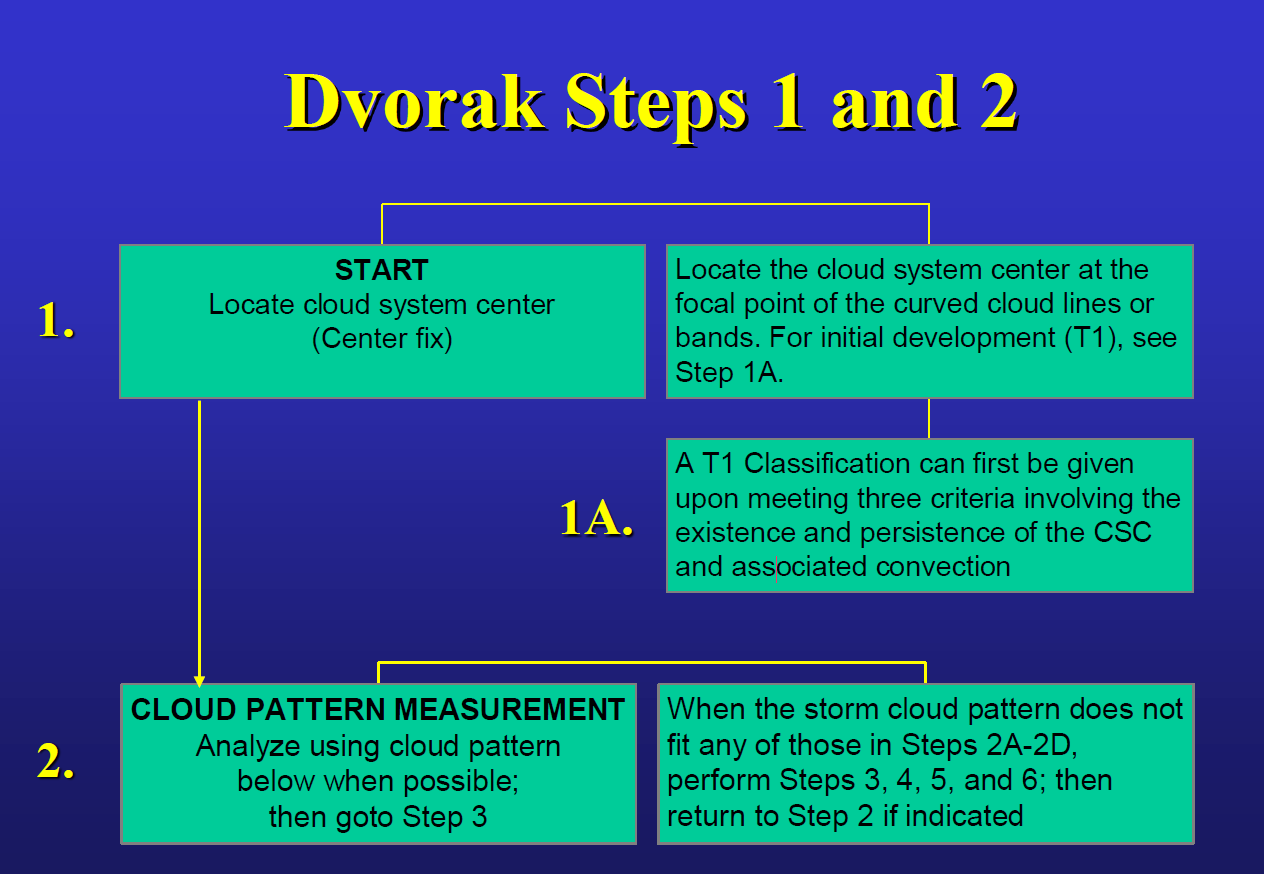 Dvorak Steps 1 and 2
1.
START
Locate cloud system center
(Center fix)
Locate the cloud system center at the
focal point of the curved cloud lines or
bands. For initial development (T1), see
Step 1A.
1A.
A T1 Classification can first be given
upon meeting three criteria involving the
existence and persistence of the CSC
and associated convection
2.
CLOUD PATTERN MEASUREMENT
Analyze using cloud pattern
below when possible;
then goto Step 3
When the storm cloud pattern does not
fit any of those in Steps 2A-2D,
perform Steps 3, 4, 5, and 6; then
return to Step 2 if indicated